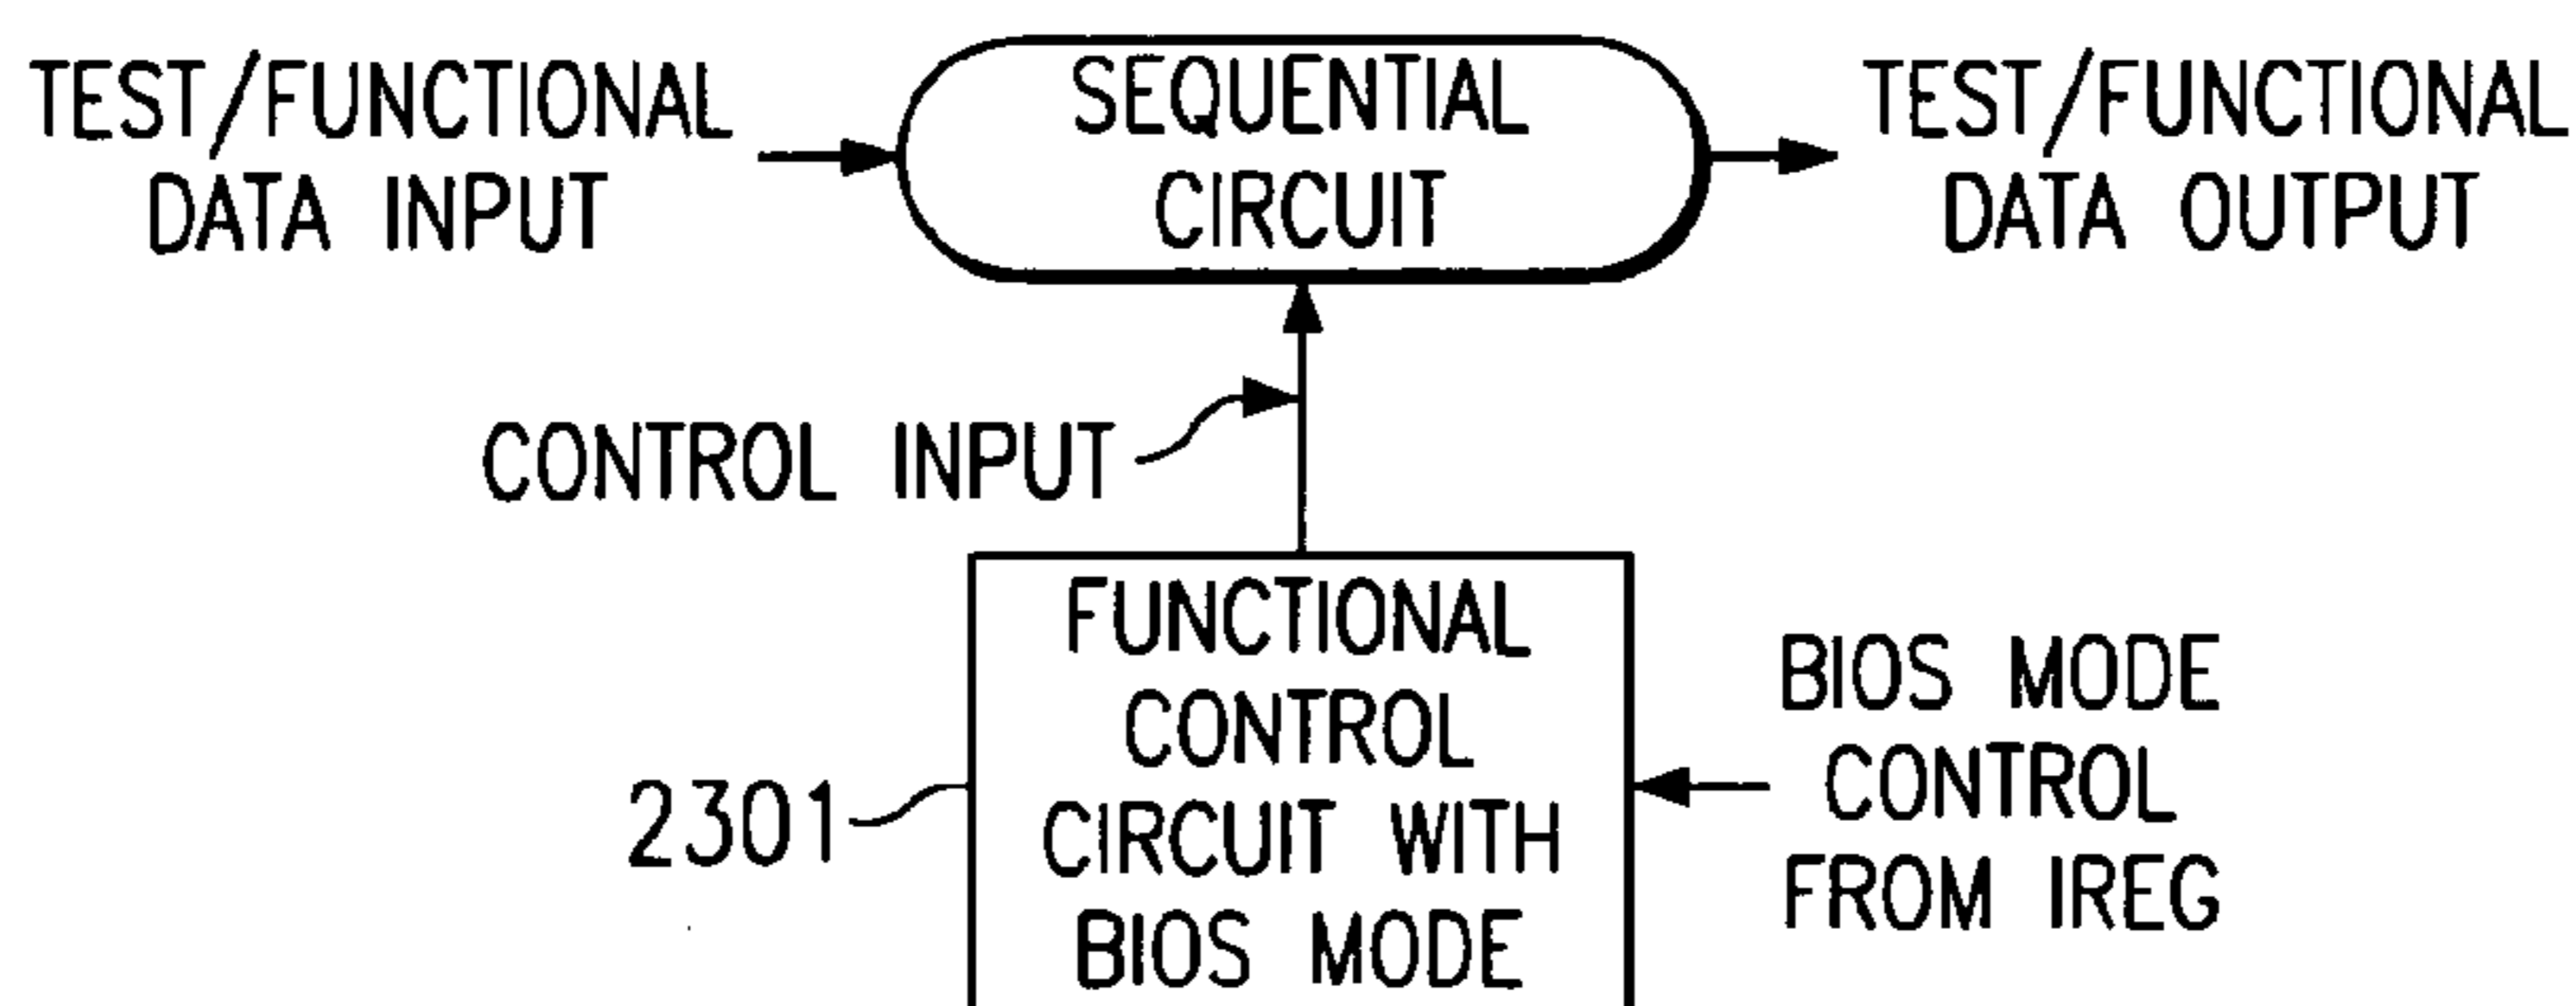 TEST/FUNCTIONAL
DATA INPUT
SEQUENTIAL
CIRCUIT
TEST/FUNCTIONAL
DATA OUTPUT
CONTROL INPUT
FUNCTIONAL
CONTROL
CIRCUIT WITH
BIOS MODE
2301
BIOS MODE
CONTROL
FROM IREG